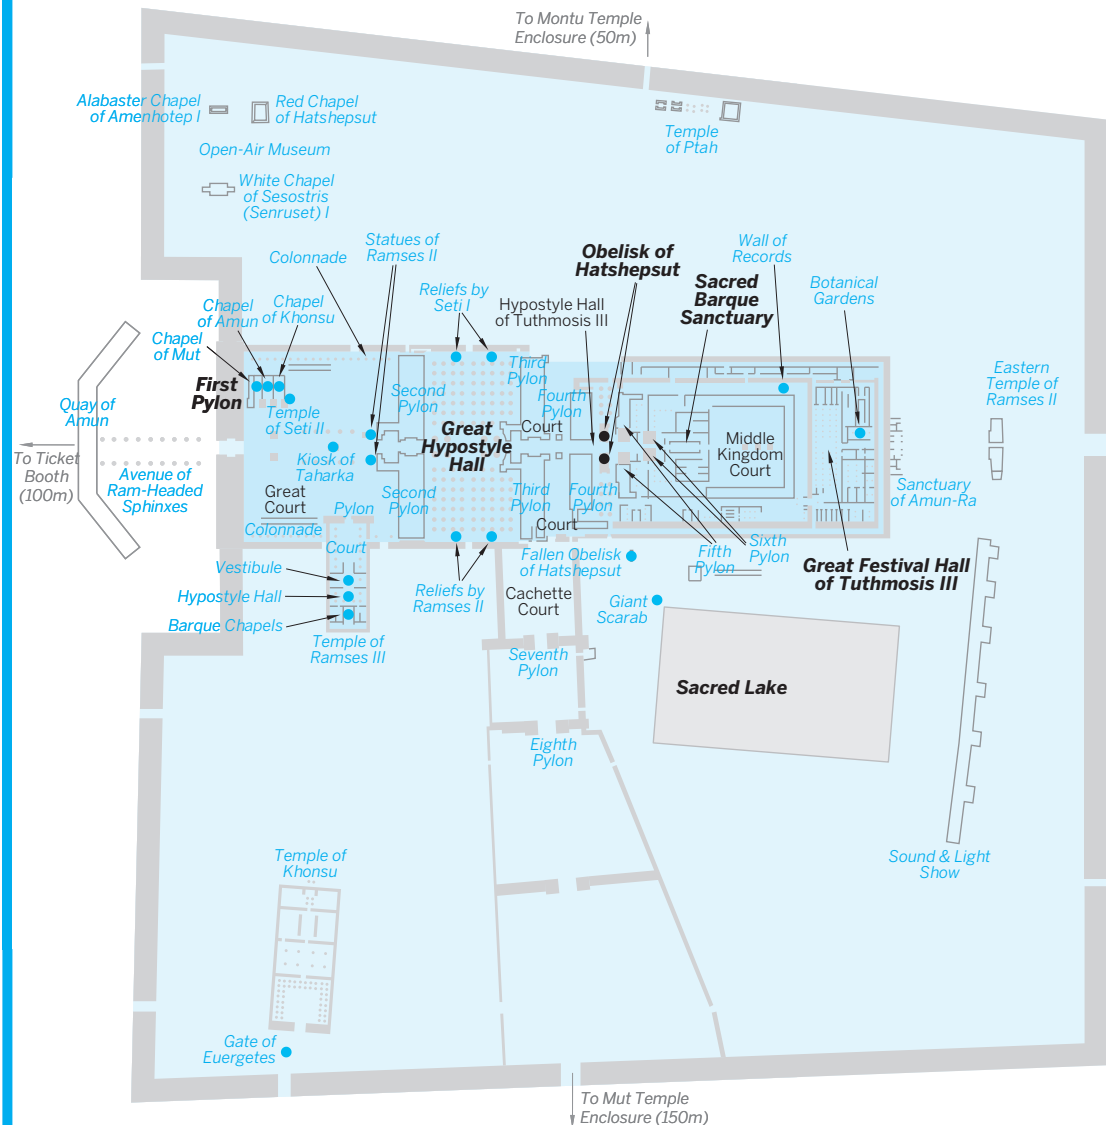 To Montu Temple
Enclosure (50m)
Alabaster Chapel
of Amenhotep I
Red Chapel
of Hatshepsut
Temple
of Ptah
Open-Air Museum
White Chapel
of Sesostris
(Senruset) I
Colonnade
Statues of
Ramses II
Obelisk of
Hatshepsut
Wall of
Records
Sacred
Barque
Sanctuary
Botanical
Gardens
Reliefs by
Seti I
Hypostyle Hall
of Tuthmosis III
Chapel
of Amun
Chapel
of Khonsu
Chapel
of Mut
First
Pylon
Quay of
Amun
Temple
of Seti II
Second
Pylon
Third
Pylon
Fourth
Pylon
Court
Great
Hypostyle
Hall
Eastern
Temple of
Ramses II
To Ticket
Booth
(100m)
Avenue of
Ram-Headed
Sphinxes
Kiosk of
Taharka
Middle
Kingdom
Court
Great
Court
Pylon
Second
Pylon
Third
Pylon
Fourth
Pylon
Sanctuary
of Amun-Ra
Colonnade
Court
Court
Fallen Obelisk
of Hatshepsut
Fifth
Pylon
Sixth
Pylon
Great Festival Hall
of Tuthmosis III
Vestibule
Hypostyle Hall
Barque Chapels
Reliefs by
Ramses II
Cachette
Court
Giant
Scarab
Temple of
Ramses III
Seventh
Pylon
Sacred Lake
Eighth
Pylon
Temple of
Khonsu
Sound & Light
Show
Gate of
Euergetes
To Mut Temple
Enclosure (150m)